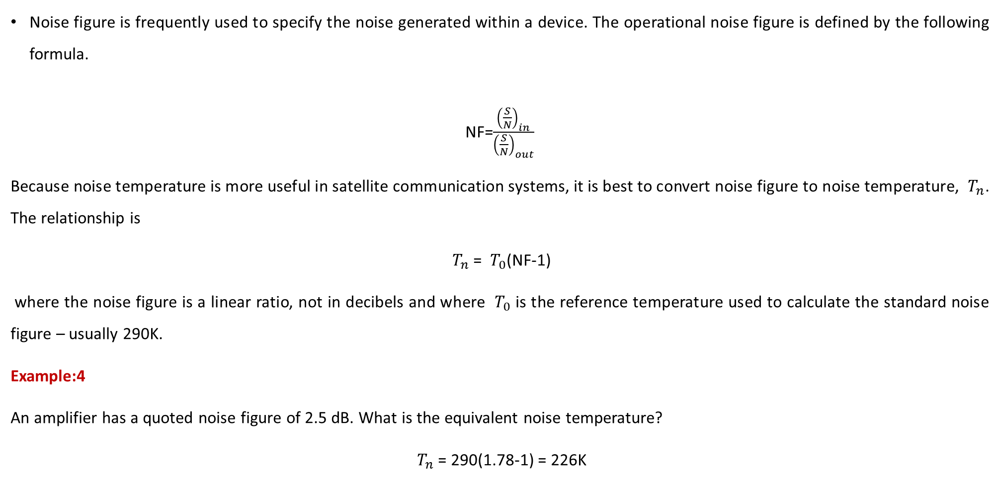 • Noise figure is frequently used to specify the noise generated within a device. The operational noise figure is defined by the following
formula.
NF=\frac{\left(\frac{S}{N}\right)_{in}}{\left(\frac{S}{N}\right)_{out}}
Because noise temperature is more useful in satellite communication systems, it is best to convert noise figure to noise temperature, T_n.
The relationship is
T_n = T_0(NF-1)
where the noise figure is a linear ratio, not in decibels and where T_0 is the reference temperature used to calculate the standard noise
figure – usually 290K.
Example:4
An amplifier has a quoted noise figure of 2.5 dB. What is the equivalent noise temperature?
T_n = 290(1.78-1) = 226K